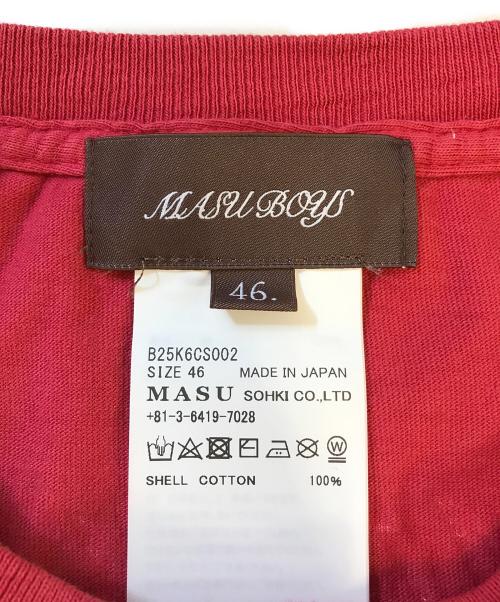 MASU BOYS
46.
B25K6CS002
SIZE 46 MADE IN JAPAN
MASU SOHKI CO.,LTD
+81-3-6419-7028
W
SHELL COTTON 100%